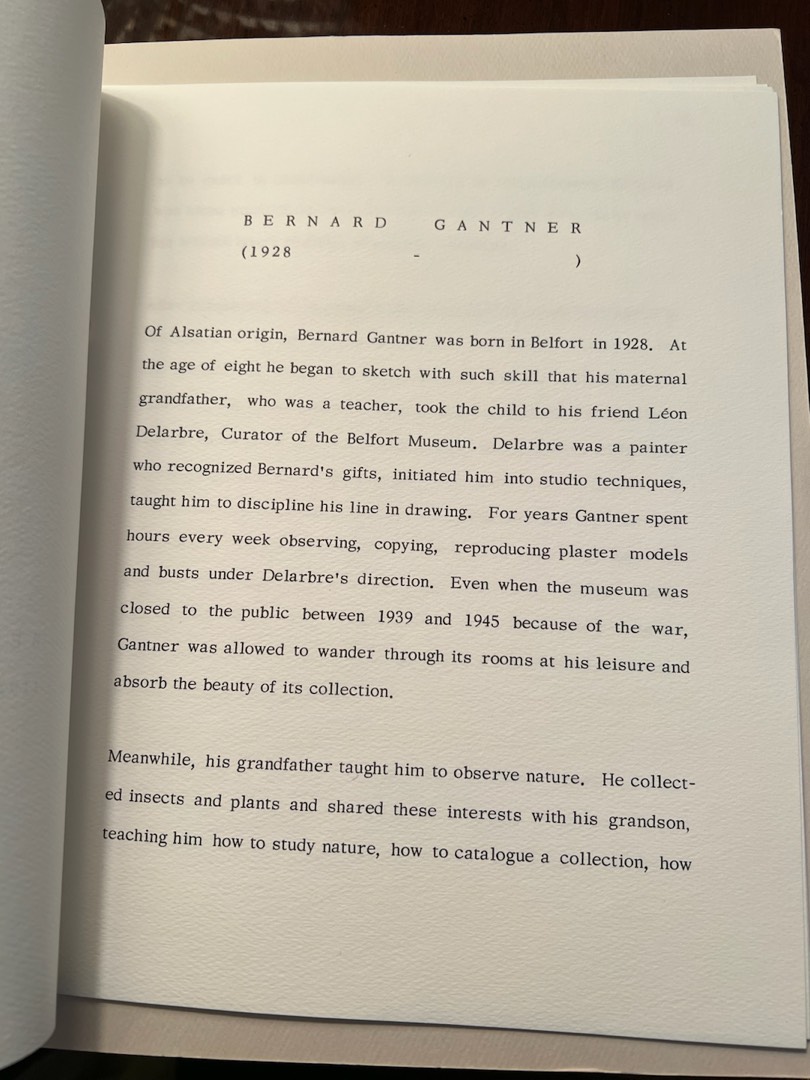 BERNARD GANTNER
(1928 - )
Of Alsatian origin, Bernard Gantner was born in Belfort in 1928. At
the age of eight he began to sketch with such skill that his maternal
grandfather, who was a teacher, took the child to his friend Léon
Delarbre, Curator of the Belfort Museum. Delarbre was a painter
who recognized Bernard's gifts, initiated him into studio techniques,
taught him to discipline his line in drawing. For years Gantner spent
hours every week observing, copying, reproducing plaster models
and busts under Delarbre's direction. Even when the museum was
closed to the public between 1939 and 1945 because of the war,
Gantner was allowed to wander through its rooms at his leisure and
absorb the beauty of its collection.
Meanwhile, his grandfather taught him to observe nature. He collect-
ed insects and plants and shared these interests with his grandson,
teaching him how to study nature, how to catalogue a collection, how